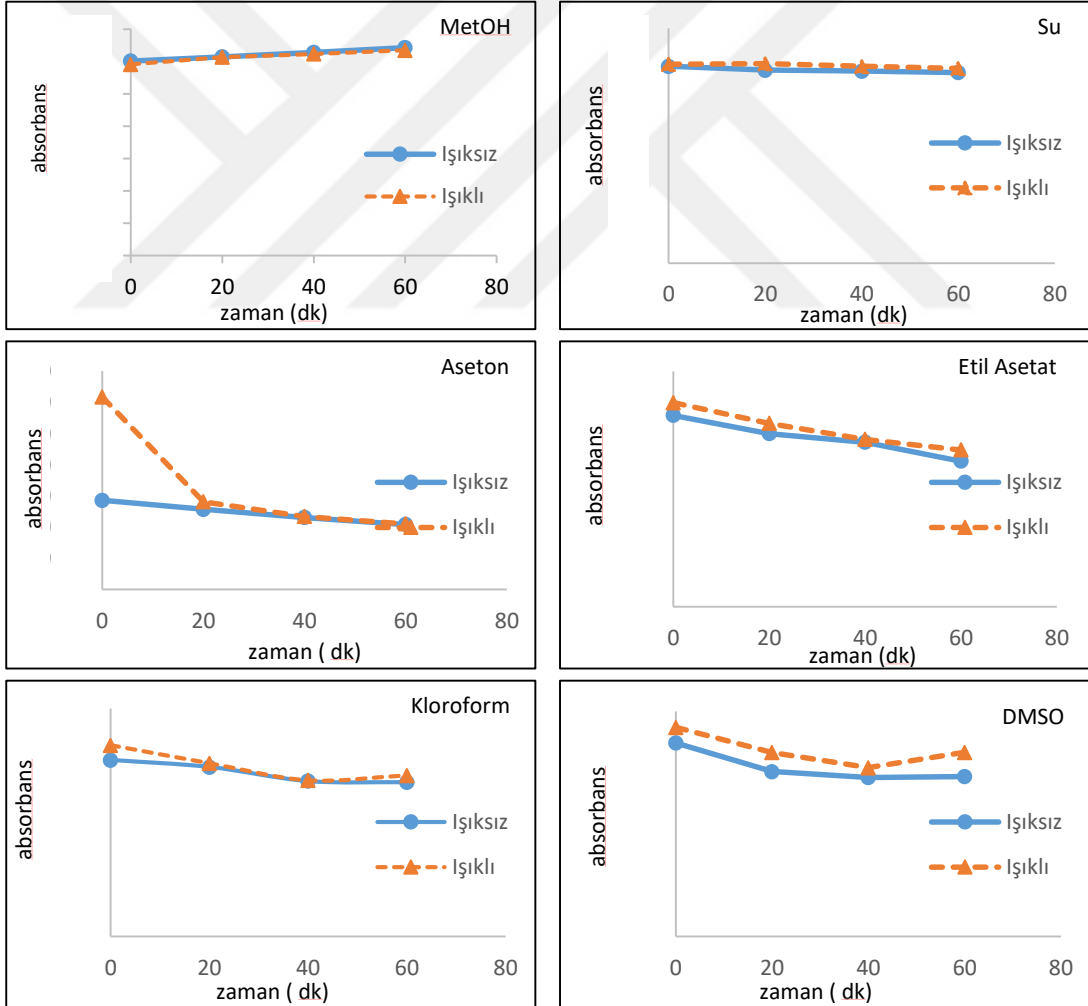 MetOH
absorbans
Işıksız
Işıklı
0 20 40 60 80
zaman (dk)
Su
absorbans
Işıksız
Işıklı
0 20 40 60 80
zaman (dk)
Aseton
absorbans
Işıksız
Işıklı
0 20 40 60 80
zaman ( dk)
Etil Asetat
absorbans
Işıksız
Işıklı
0 20 40 60 80
zaman (dk)
Kloroform
absorbans
Işıksız
Işıklı
0 20 40 60 80
zaman ( dk)
DMSO
absorbans
Işıksız
Işıklı
0 20 40 60 80
zaman ( dk)